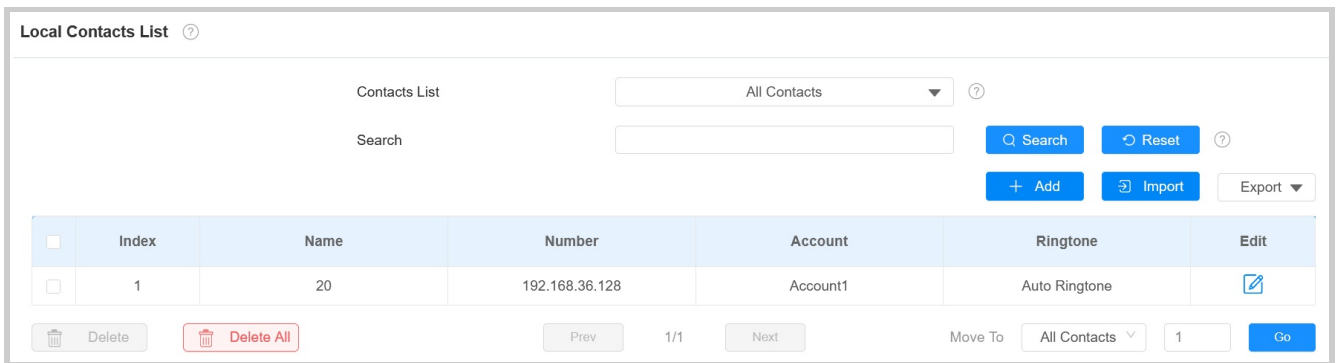 Local Contacts List ?
Contacts List All Contacts ?
Search Search Reset ?
+ Add Import Export
Index Name Number Account Ringtone Edit
1 20 192.168.36.128 Account1 Auto Ringtone
Delete Delete All Prev 1/1 Next Move To All Contacts 1 Go